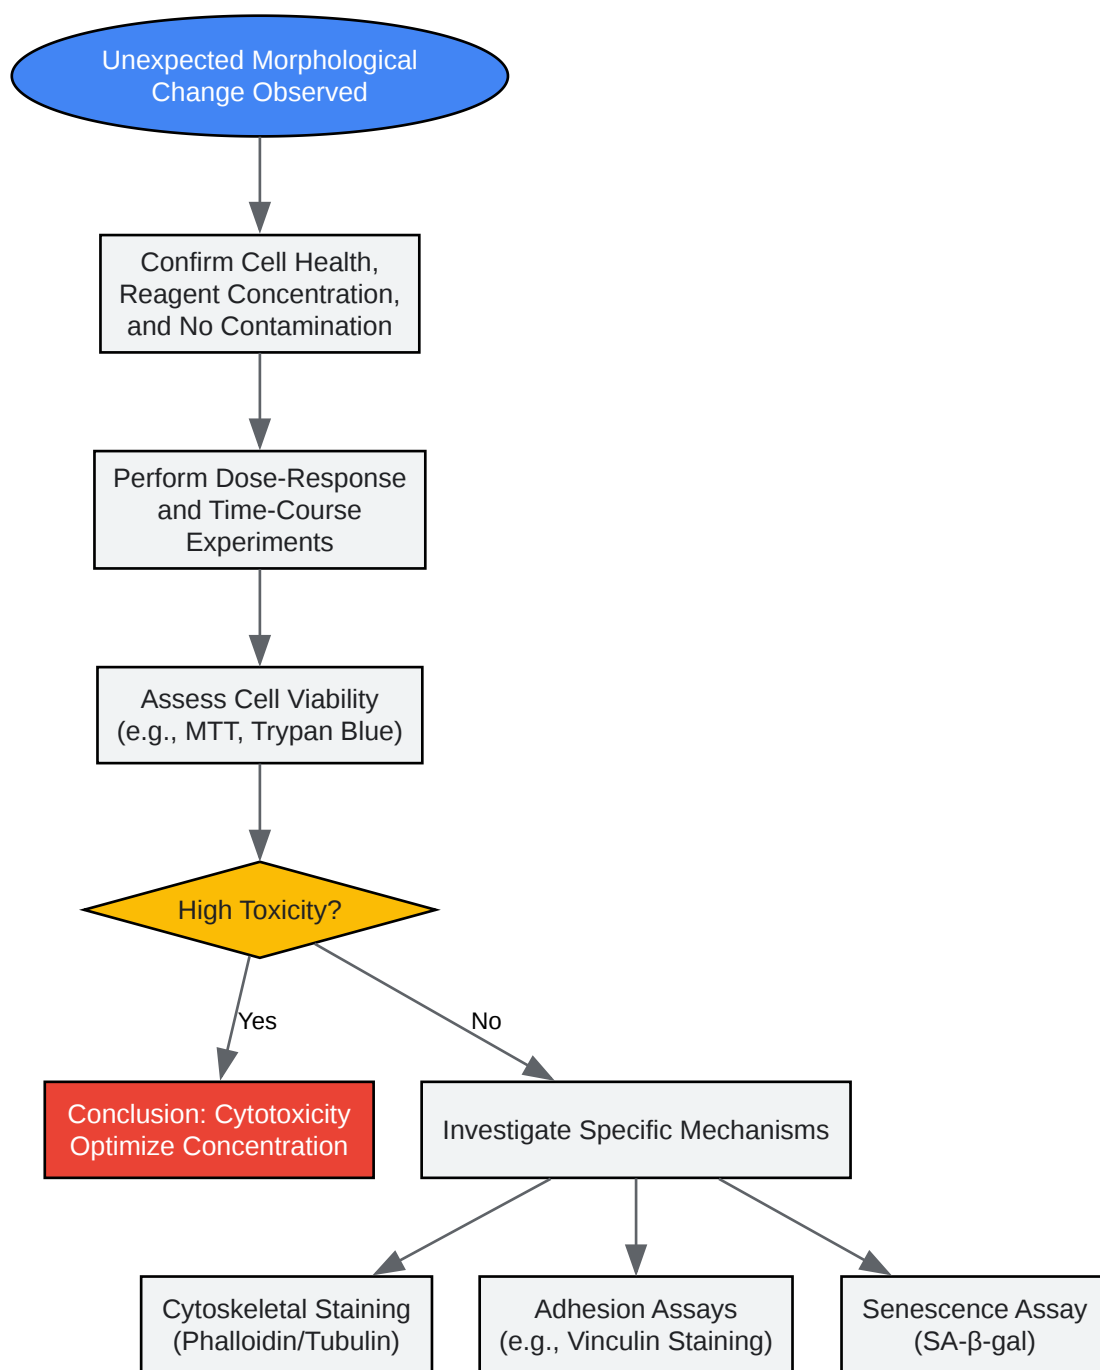 Unexpected Morphological
Change Observed
Confirm Cell Health,
Reagent Concentration,
and No Contamination
Perform Dose-Response
and Time-Course
Experiments
Assess Cell Viability
(e.g., MTT, Trypan Blue)
High Toxicity?
Yes
No
Conclusion: Cytotoxicity
Optimize Concentration
Investigate Specific Mechanisms
Cytoskeletal Staining
(Phalloidin/Tubulin)
Adhesion Assays
(e.g., Vinculin Staining)
Senescence Assay
(SA-β-gal)